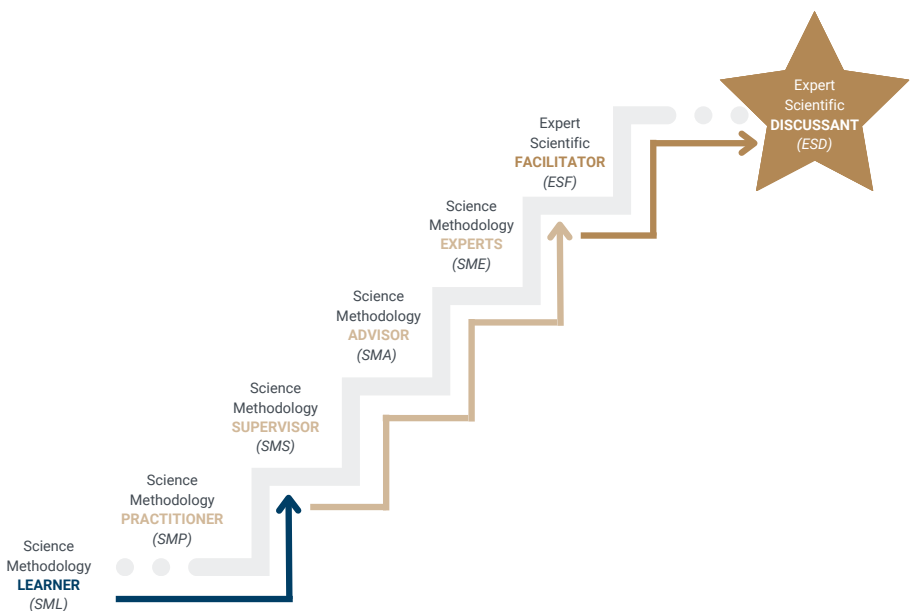 Expert
Scientific
DISCUSSANT
(ESD)
Expert
Scientific
FACILITATOR
(ESF)
Science
Methodology
EXPERTS
(SME)
Science
Methodology
ADVISOR
(SMA)
Science
Methodology
SUPERVISOR
(SMS)
Science
Methodology
PRACTITIONER
(SMP)
Science
Methodology
LEARNER
(SML)